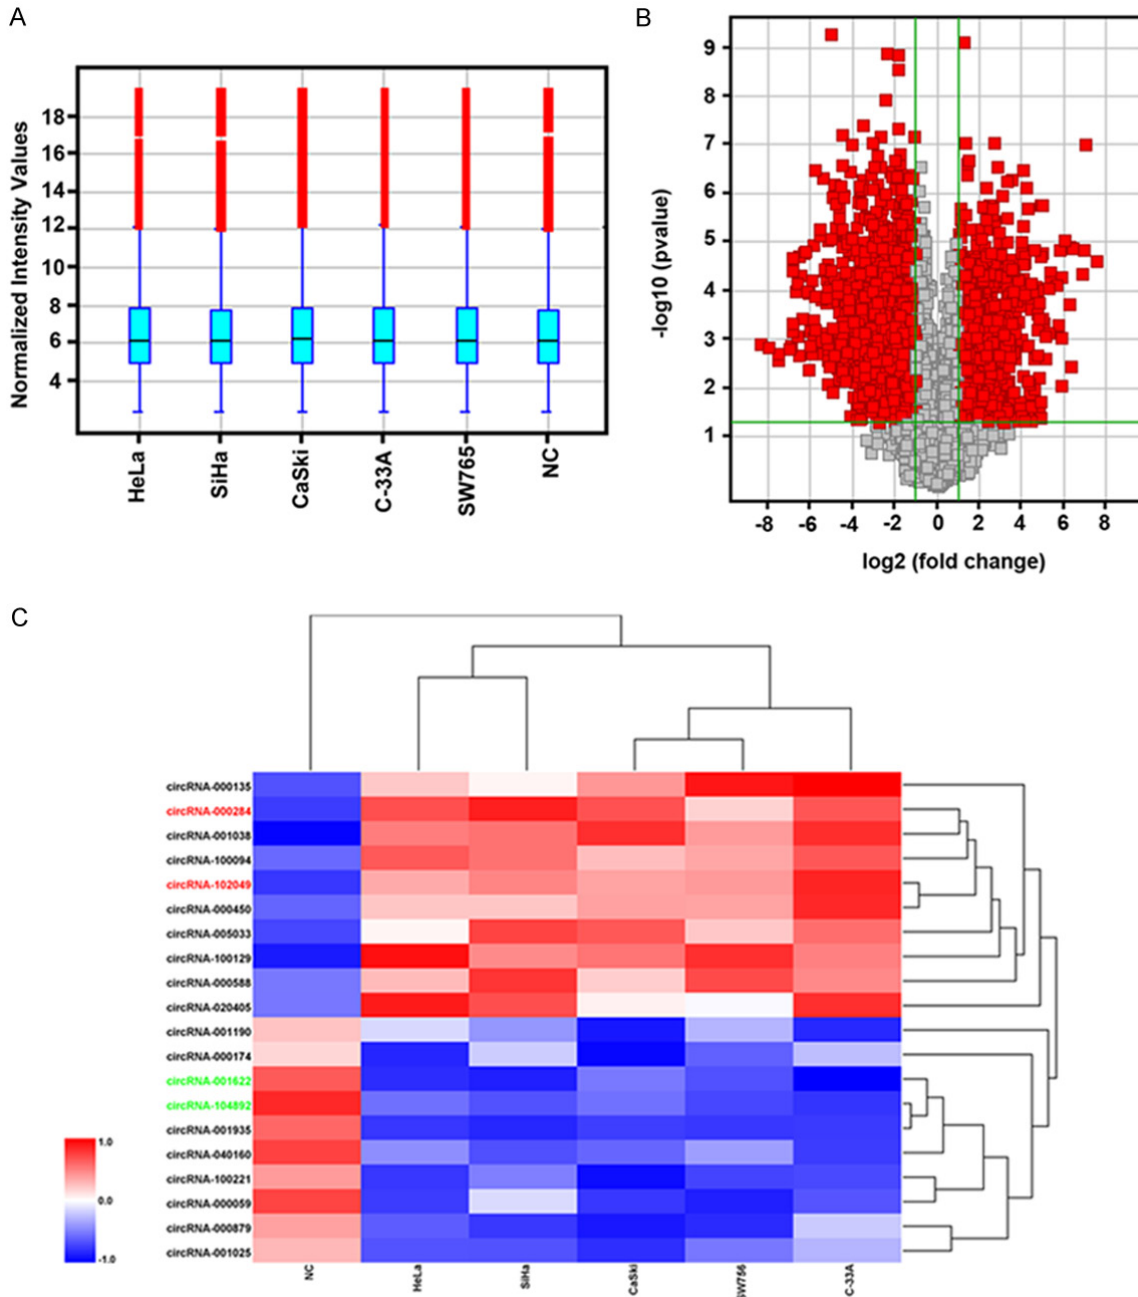 A
Normalized Intensity Values
18
16
14
12
10
8
6
4
HeLa
SiHa
CaSki
C-33A
SW765
NC
B
-log10 (pvalue)
9
8
7
6
5
4
3
2
1
-8 -6 -4 -2 0 2 4 6 8
log2 (fold change)
C
circRNA-000135
circRNA-000284
circRNA-001038
circRNA-100094
circRNA-102049
circRNA-000450
circRNA-005033
circRNA-100129
circRNA-000588
circRNA-020405
circRNA-001190
circRNA-000174
circRNA-001622
circRNA-104892
circRNA-001935
circRNA-040160
circRNA-100221
circRNA-000059
circRNA-000879
circRNA-001025
1.0
0.0
-1.0
NC
HeLa
SiHa
CaSki
SW756
C-33A